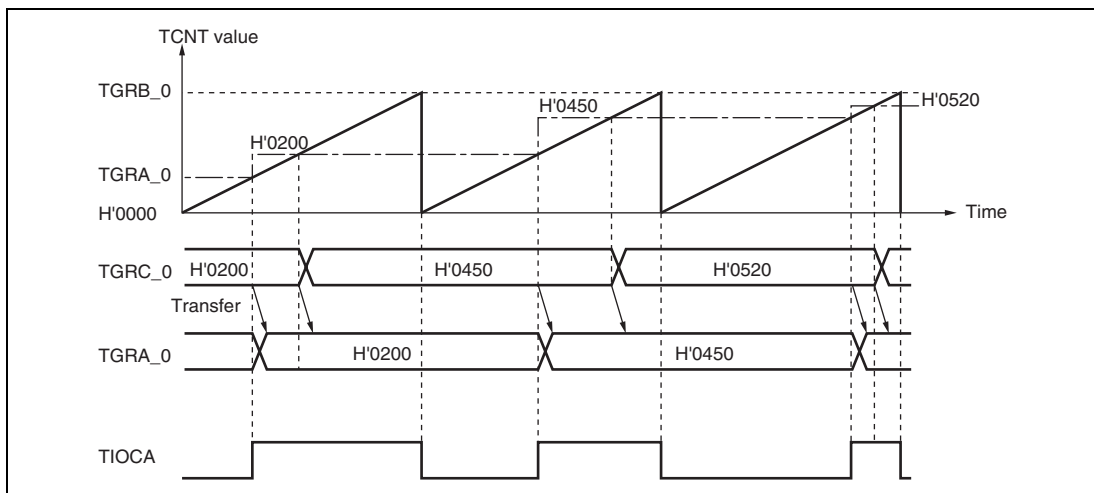 TCNT value
TGRB_0
H'0520
H'0450
H'0200
TGRA_0
H'0000
Time
TGRC_0
H'0200
H'0450
H'0520
Transfer
TGRA_0
H'0200
H'0450
TIOCA